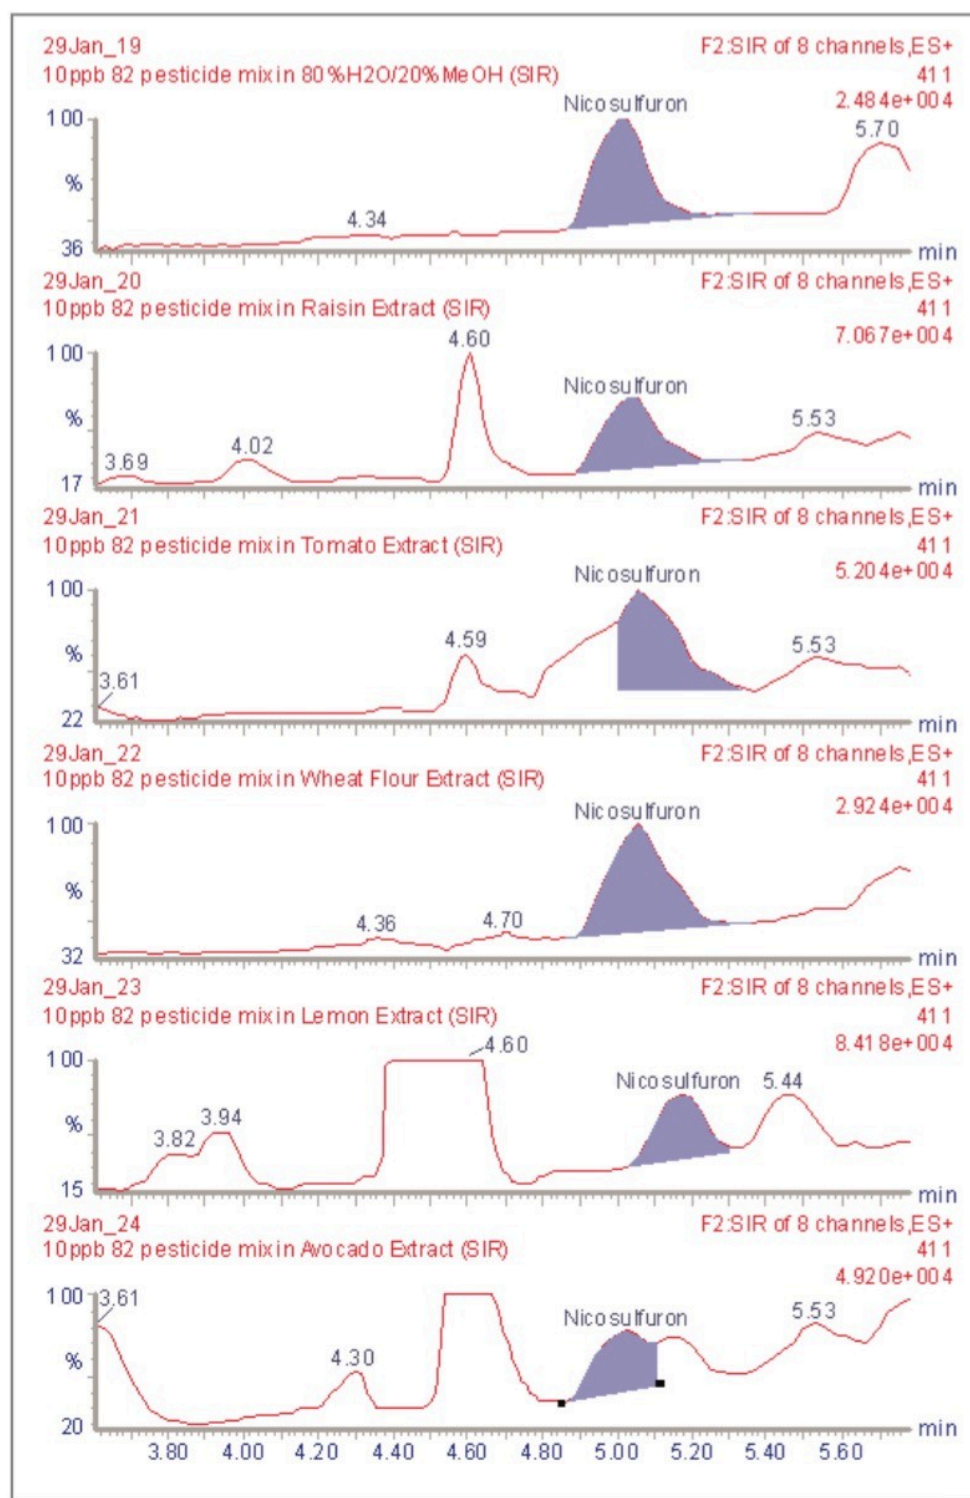 29Jan_19 F2:SIR of 8 channels,ES+
10ppb 82 pesticide mix in 80%H2O/20%MeOH (SIR) 411
2.484e+004
Nicosulfuron
100
5.70
%
4.34
36
min
29Jan_20 F2:SIR of 8 channels,ES+
10ppb 82 pesticide mix in Raisin Extract (SIR) 411
7.067e+004
4.60
100
Nicosulfuron
%
5.53
4.02
3.69
17
min
29Jan_21 F2:SIR of 8 channels,ES+
10ppb 82 pesticide mix in Tomato Extract (SIR) 411
5.204e+004
Nicosulfuron
100
4.59
5.53
%
3.61
22
min
29Jan_22 F2:SIR of 8 channels,ES+
10ppb 82 pesticide mix in Wheat Flour Extract (SIR) 411
2.924e+004
Nicosulfuron
100
%
4.36 4.70
32
min
29Jan_23 F2:SIR of 8 channels,ES+
10ppb 82 pesticide mix in Lemon Extract (SIR) 411
8.418e+004
4.60
100
Nicosulfuron 5.44
%
3.82 3.94
15
min
29Jan_24 F2:SIR of 8 channels,ES+
10ppb 82 pesticide mix in Avocado Extract (SIR) 411
4.920e+004
100 3.61
Nicosulfuron 5.53
%
4.30
20
min
3.80 4.00 4.20 4.40 4.60 4.80 5.00 5.20 5.40 5.60